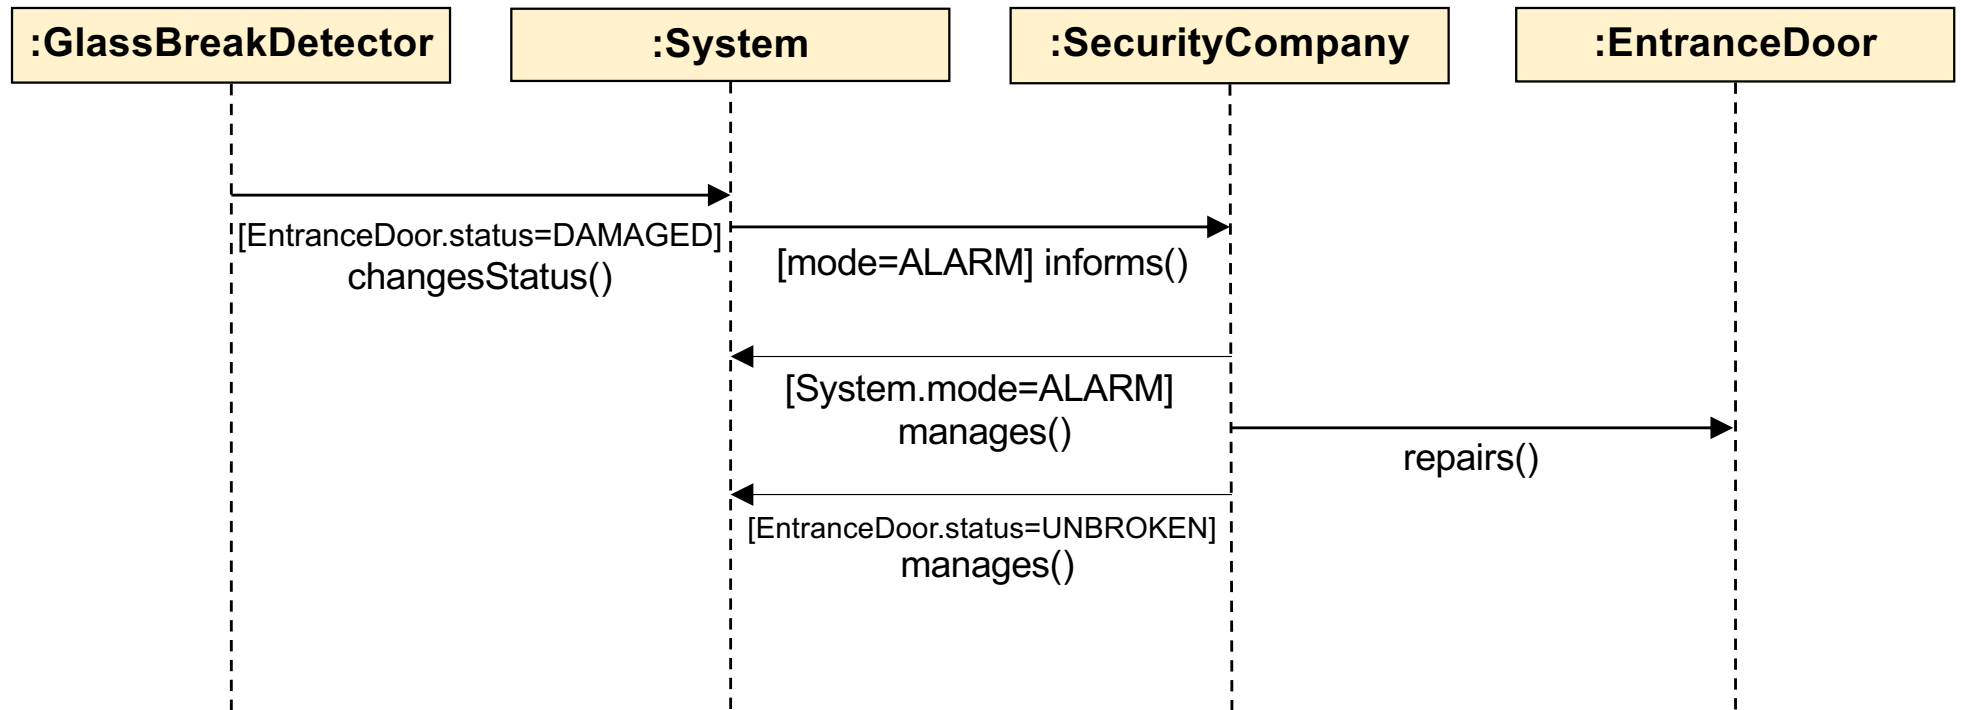 :GlassBreakDetector
:System
:SecurityCompany
:EntranceDoor
[EntranceDoor.status=DAMAGED]
changesStatus()
[mode=ALARM] informs()
[System.mode=ALARM]
manages()
repairs()
[EntranceDoor.status=UNBROKEN]
manages()